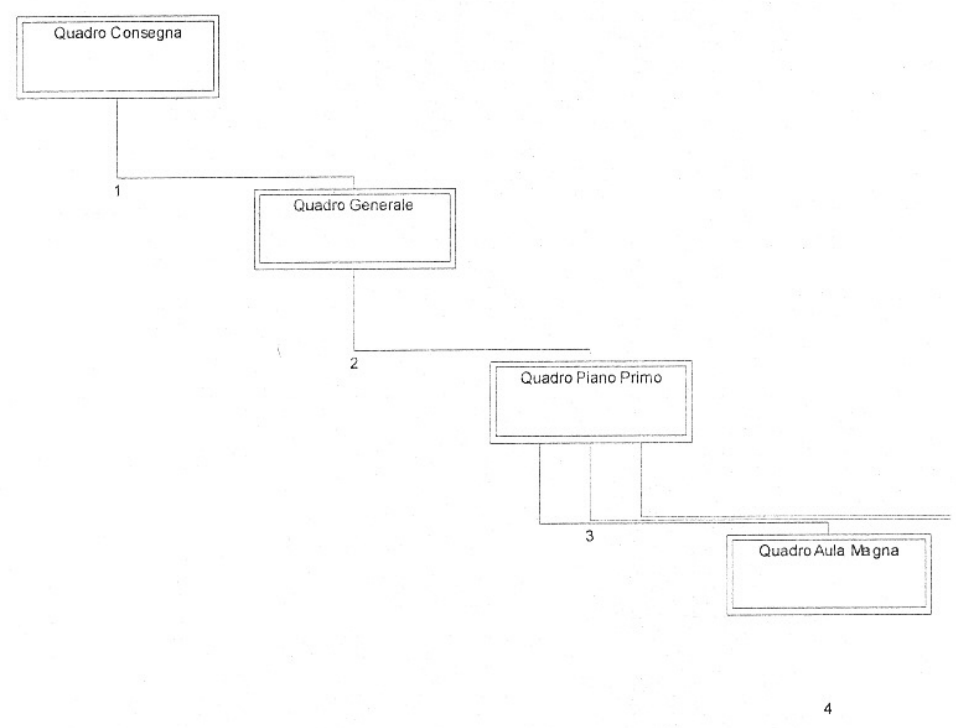 Quadro Consegna
1
Quadro Generale
2
Quadro Piano Primo
3
Quadro Aula Magna
4